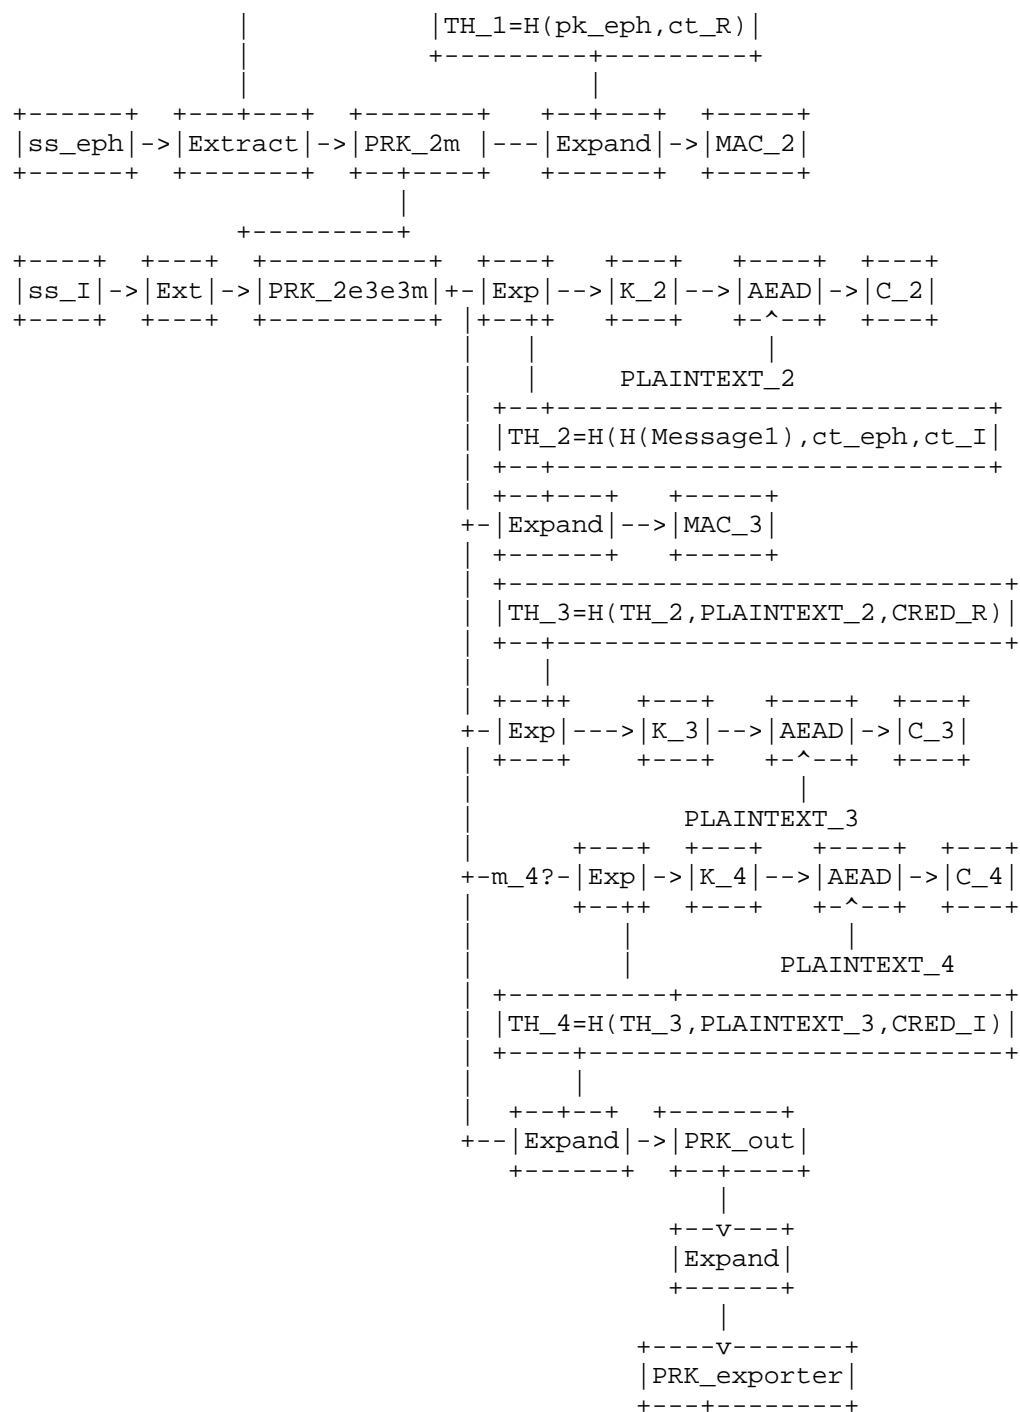 |             |TH_1=H(pk_eph,ct_R)|
                 |             +---------+---------+
                 |                       |
+------+  +---+---+  +-------+    +--+---+  +-----+
|ss_eph|->|Extract|->|PRK_2m |---|Expand|->|MAC_2|
+------+  +-------+  +--+----+    +------+  +-----+
                        |
              +---------+
+----+  +---+  +----------+  +---+    +---+   +----+  +---+
|ss_I|->|Ext|->|PRK_2e3e3m|+-|Exp|-->|K_2|-->|AEAD|->|C_2|
+----+  +---+  +----------+ |+--++    +---+   +-^--+  +---+
                            |   |               |
                            |   |      PLAINTEXT_2
                            | +--+---------------------------+
                            | |TH_2=H(H(Message1),ct_eph,ct_I|
                            | +--+---------------------------+
                            | +--+---+    +-----+
                            +-|Expand|-->|MAC_3|
                            | +------+    +-----+
                            | +-------------------------------+
                            | |TH_3=H(TH_2,PLAINTEXT_2,CRED_R)|
                            | +--+----------------------------+
                            |    |
                            | +--++     +---+    +----+  +---+
                            +-|Exp|--->|K_3|-->|AEAD|->|C_3|
                            | +----+    +---+    +-^--+  +---+
                            |                      |
                            |              PLAINTEXT_3
                            |       +---+  +---+    +----+  +---+
                            +-m_4?-|Exp|->|K_4|-->|AEAD|->|C_4|
                            |       +--++  +---+    +-^--+  +---+
                            |          |              |
                            |          |          PLAINTEXT_4
                            | +----------+--------------------+
                            | |TH_4=H(TH_3,PLAINTEXT_3,CRED_I)|
                            | +----+--------------------------+
                            |      |
                            |  +--+--+  +-------+
                            +--|Expand|->|PRK_out|
                               +------+  +--+----+
                                            |
                                         +--v---+
                                         |Expand|
                                         +------+
                                            |
                                       +----v-------+
                                       |PRK_exporter|
                                       +---+--------+